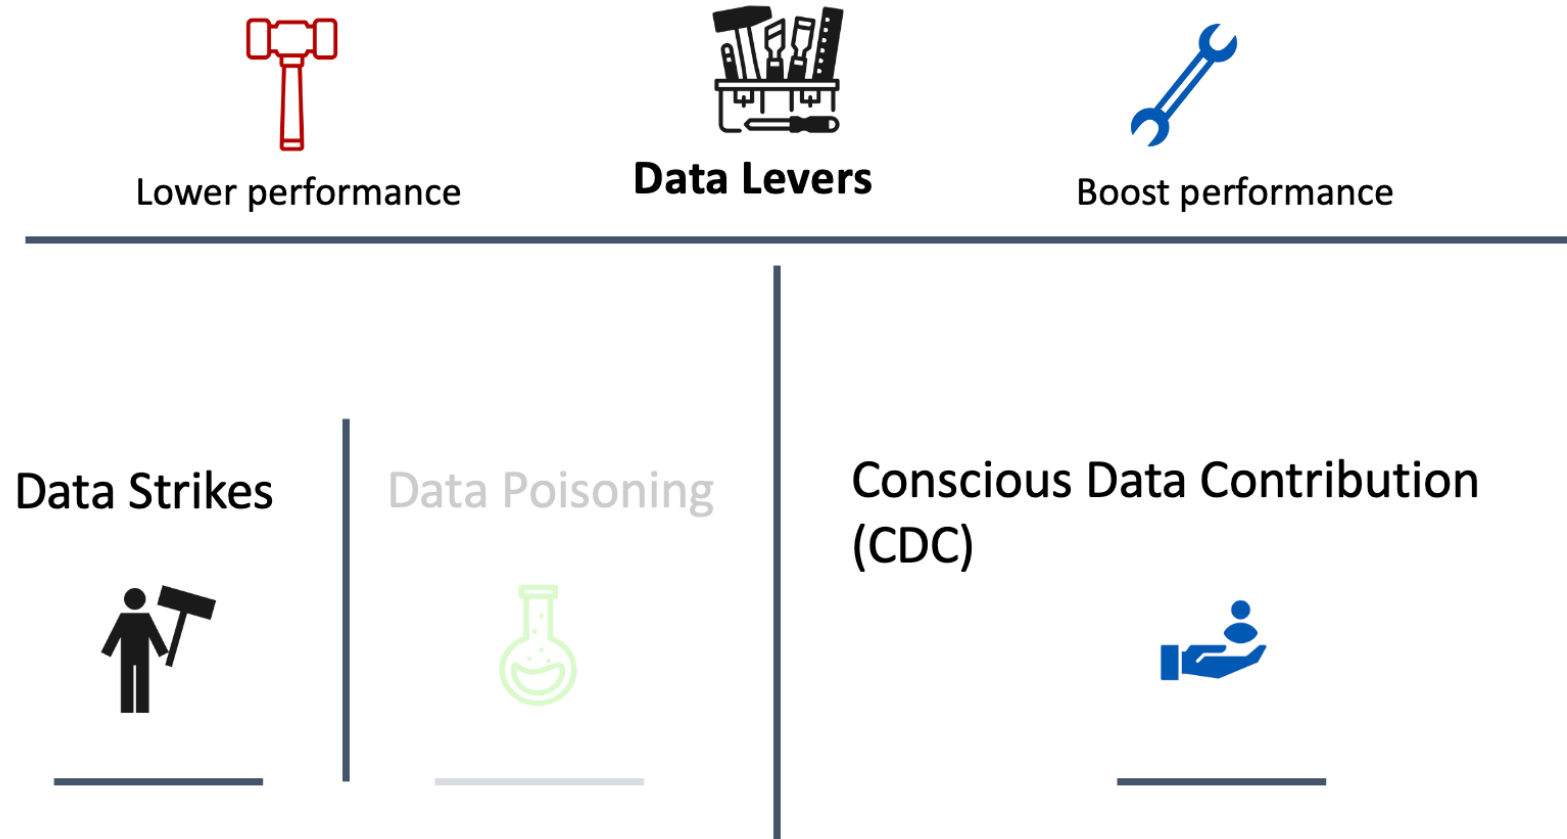 Lower performance
Data Levers
Boost performance
Data Strikes
Data Poisoning
Conscious Data Contribution
(CDC)